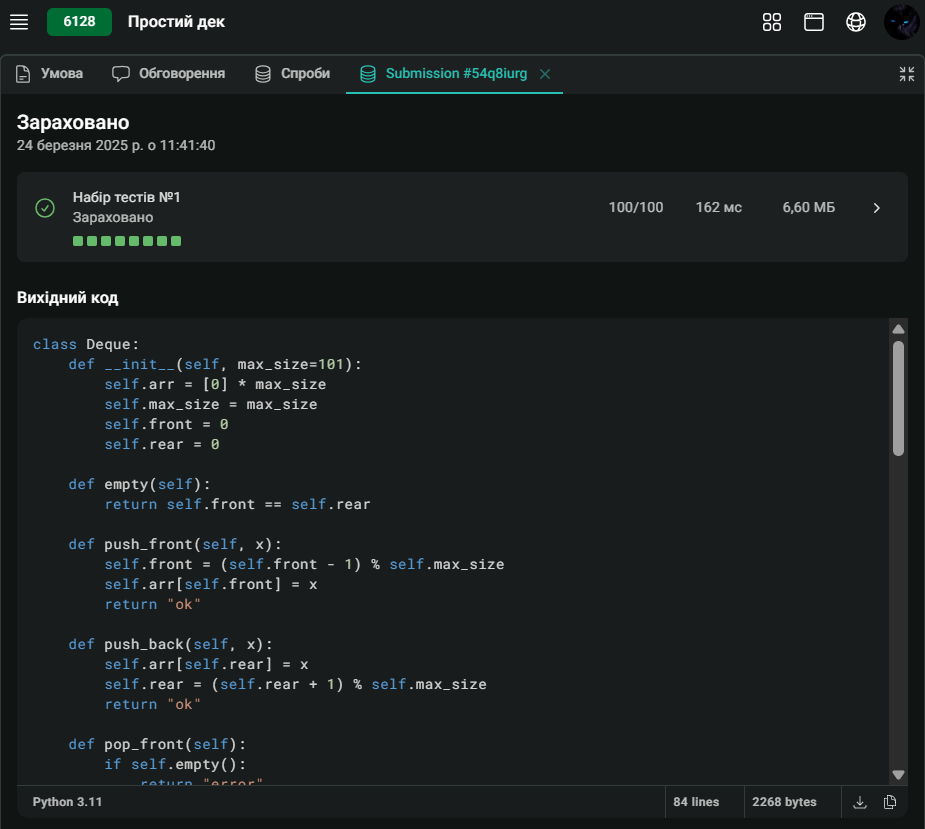 6128 Простий дек
Умова Обговорення Спроби Submission #54q8iurg
Зараховано
24 березня 2025 р. о 11:41:40
Набір тестів №1
Зараховано
100/100 162 мс 6,60 МБ
Вихідний код
class Deque:
    def __init__(self, max_size=101):
        self.arr = [0] * max_size
        self.max_size = max_size
        self.front = 0
        self.rear = 0

    def empty(self):
        return self.front == self.rear

    def push_front(self, x):
        self.front = (self.front - 1) % self.max_size
        self.arr[self.front] = x
        return "ok"

    def push_back(self, x):
        self.arr[self.rear] = x
        self.rear = (self.rear + 1) % self.max_size
        return "ok"

    def pop_front(self):
        if self.empty():
            return "error"
Python 3.11 84 lines 2268 bytes